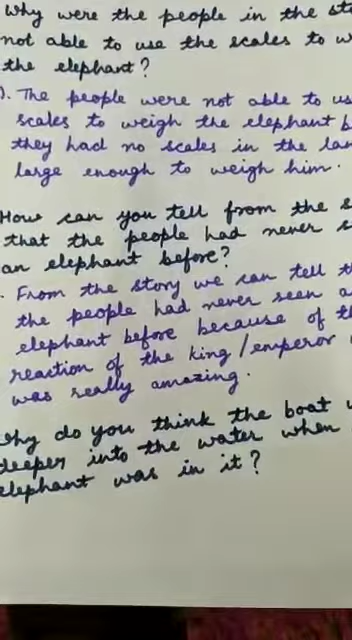 Why were the people in the
not able to use the scales to
the elephant?
). The people were not able to
scales to weigh the elephant
they had no scales in the
large enough to weigh him.
How can you tell from the
that the people had never
an elephant before?
. From the story we can tell
the people had never seen
elephant before because of
reaction of the king/emperor
was really amazing.
Why do you think the boat
deeper into the water when
elephant was in it?